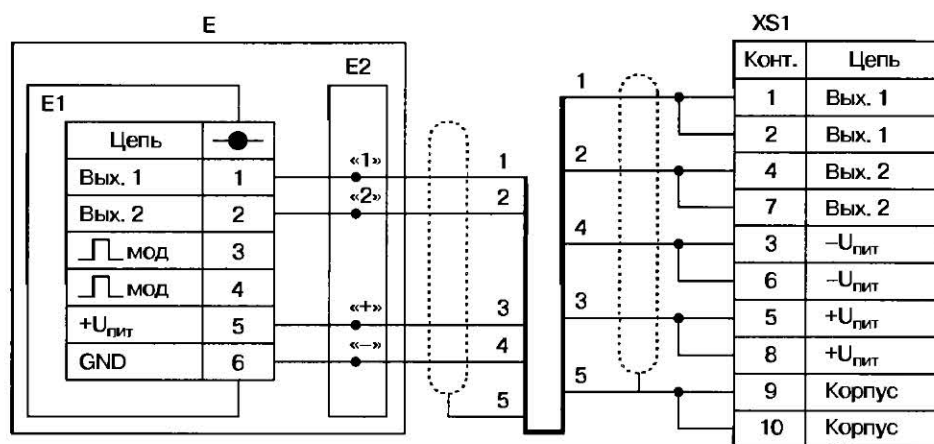 E
E1
E2
Цепь
Вых. 1 1
Вых. 2 2
мод 3
мод 4
+Uпит 5
GND 6
«1»
«2»
«+»
«–»
1
2
3
4
5
1
2
4
3
5
XS1
Конт. Цепь
1 Вых. 1
2 Вых. 1
4 Вых. 2
7 Вых. 2
3 –Uпит
6 –Uпит
5 +Uпит
8 +Uпит
9 Корпус
10 Корпус